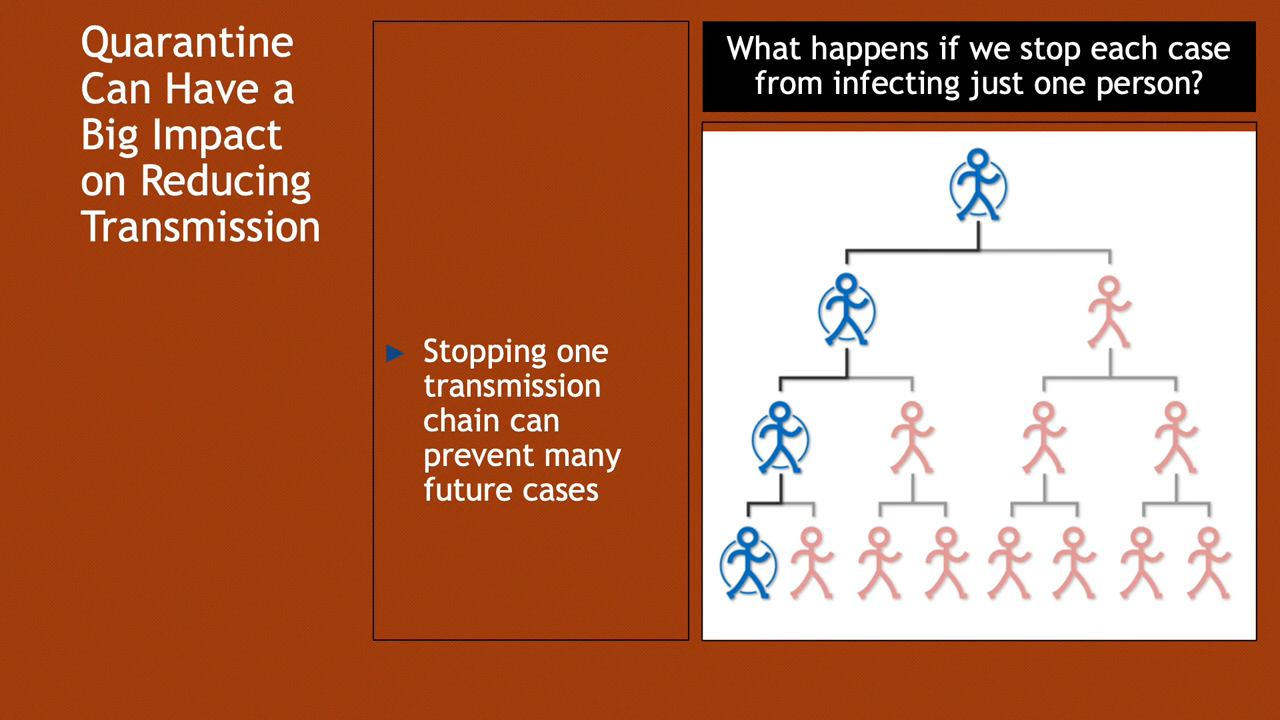 Quarantine
Can Have a
Big Impact
on Reducing
Transmission
Stopping one
transmission
chain can
prevent many
future cases
What happens if we stop each case
from infecting just one person?